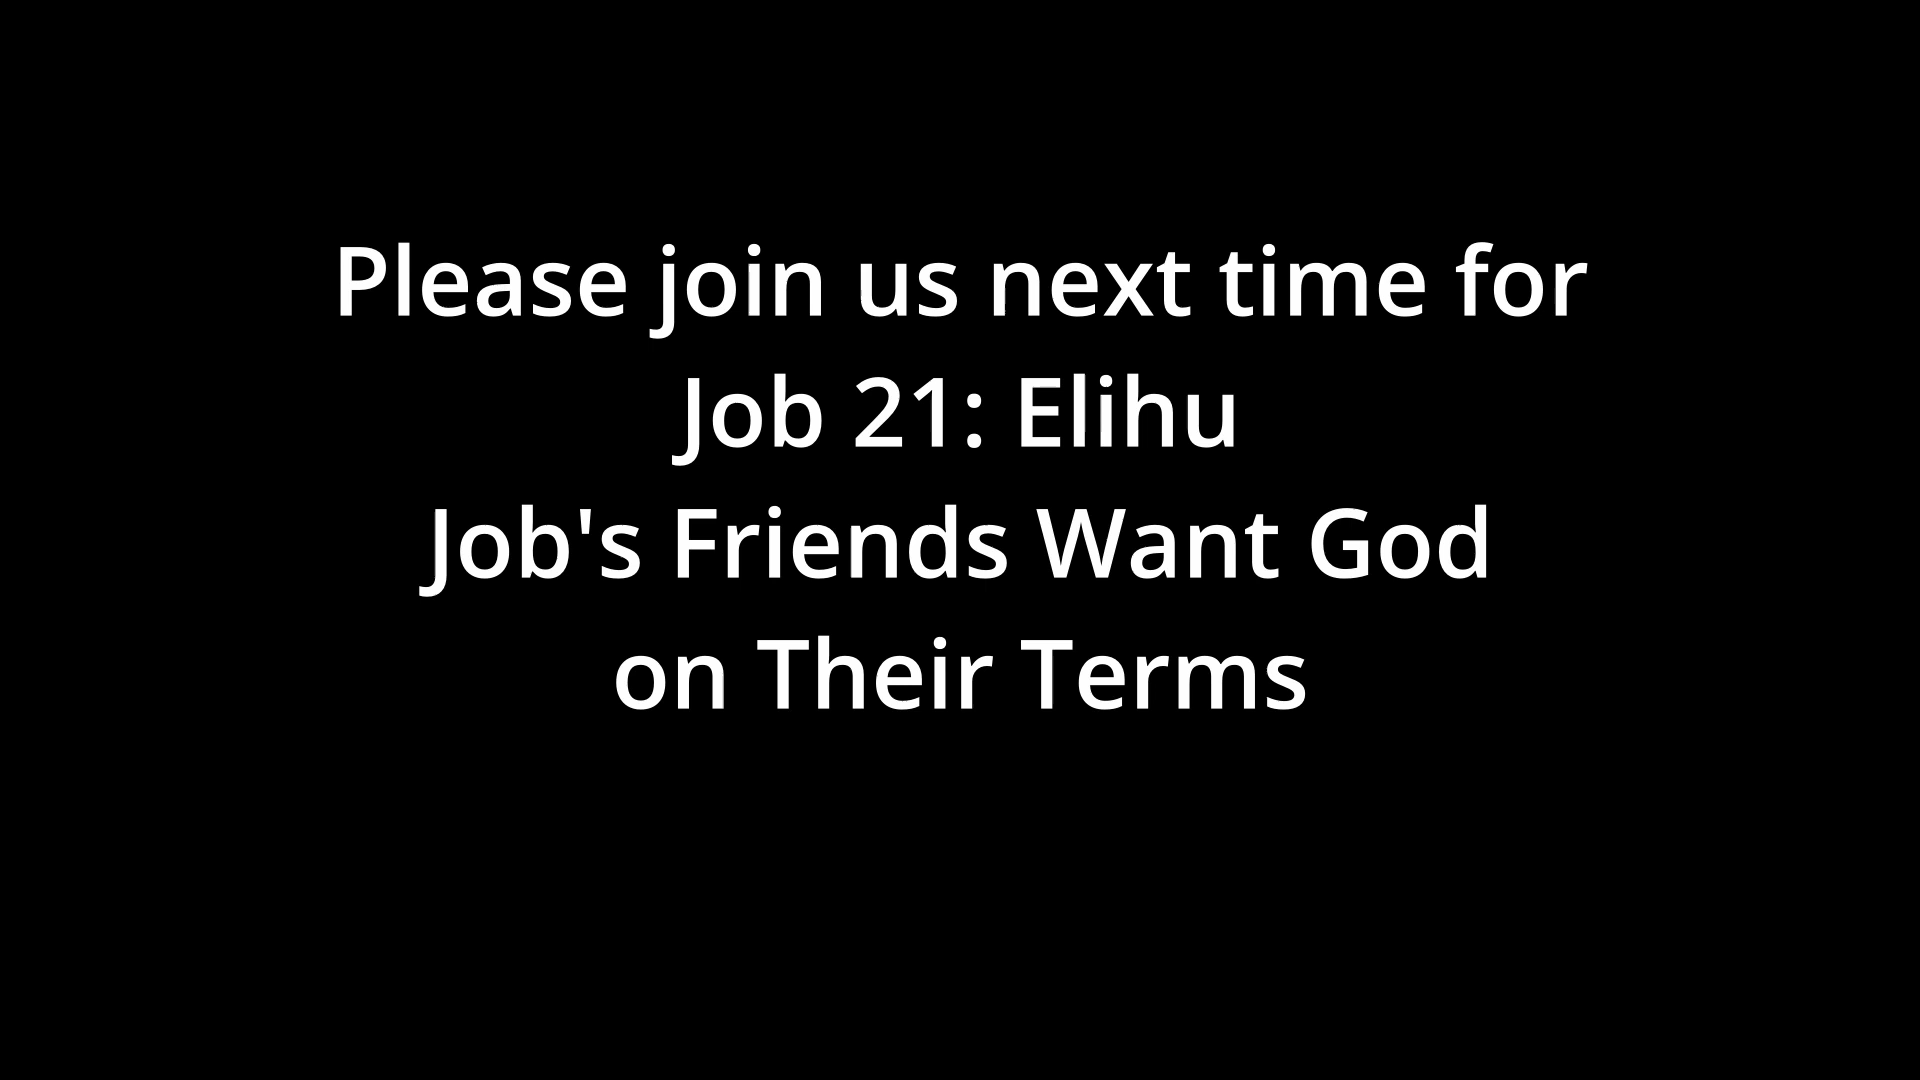 Please join us next time for
Job 21: Elihu
Job's Friends Want God
on Their Terms